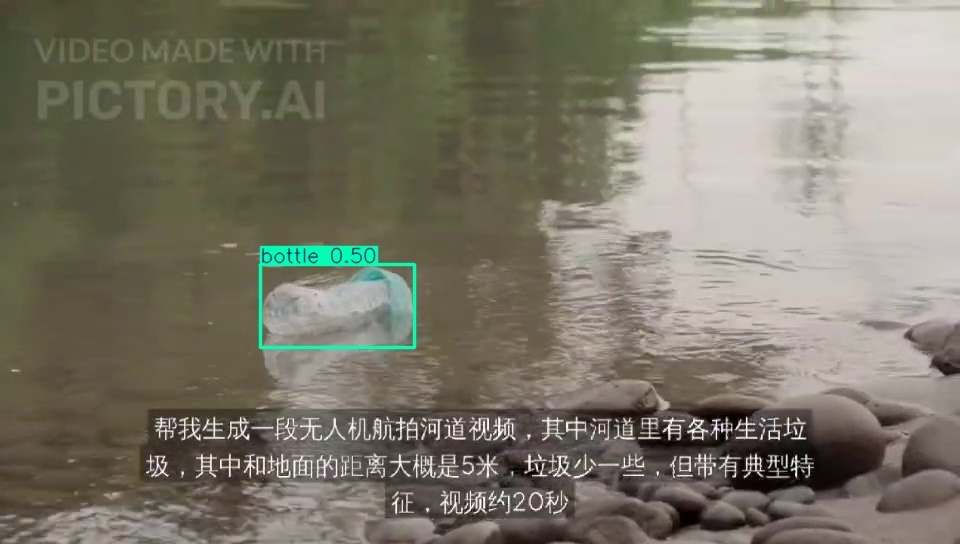 VIDEO MADE WITH
PICTORY.AI
bottle 0.50
帮我生成一段无人机航拍河道视频，其中河道里有各种生活垃
圾，其中和地面的距离大概是5米，垃圾少一些，但带有典型特
征，视频约20秒